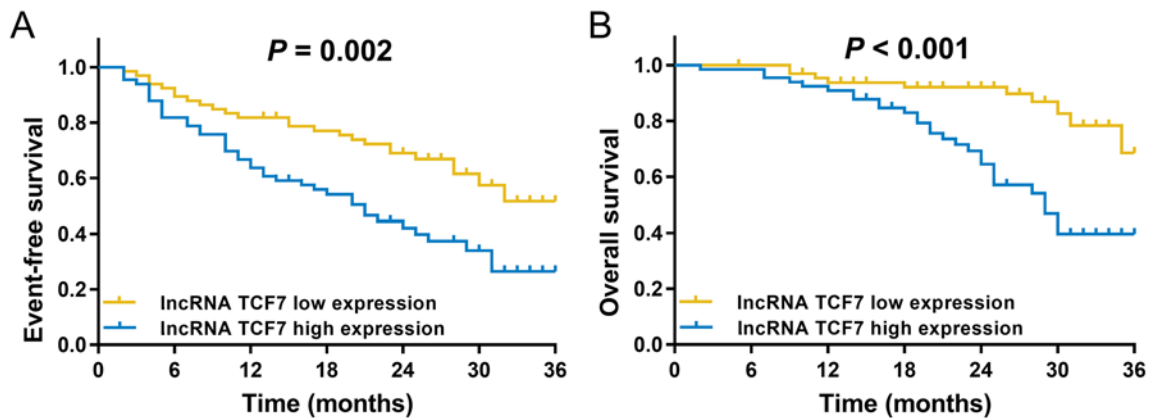 A
P = 0.002
Event-free survival
1.0
0.8
0.6
0.4
0.2
0.0
lncRNA TCF7 low expression
lncRNA TCF7 high expression
0 6 12 18 24 30 36
Time (months)
B
P < 0.001
Overall survival
1.0
0.8
0.6
0.4
0.2
0.0
lncRNA TCF7 low expression
lncRNA TCF7 high expression
0 6 12 18 24 30 36
Time (months)